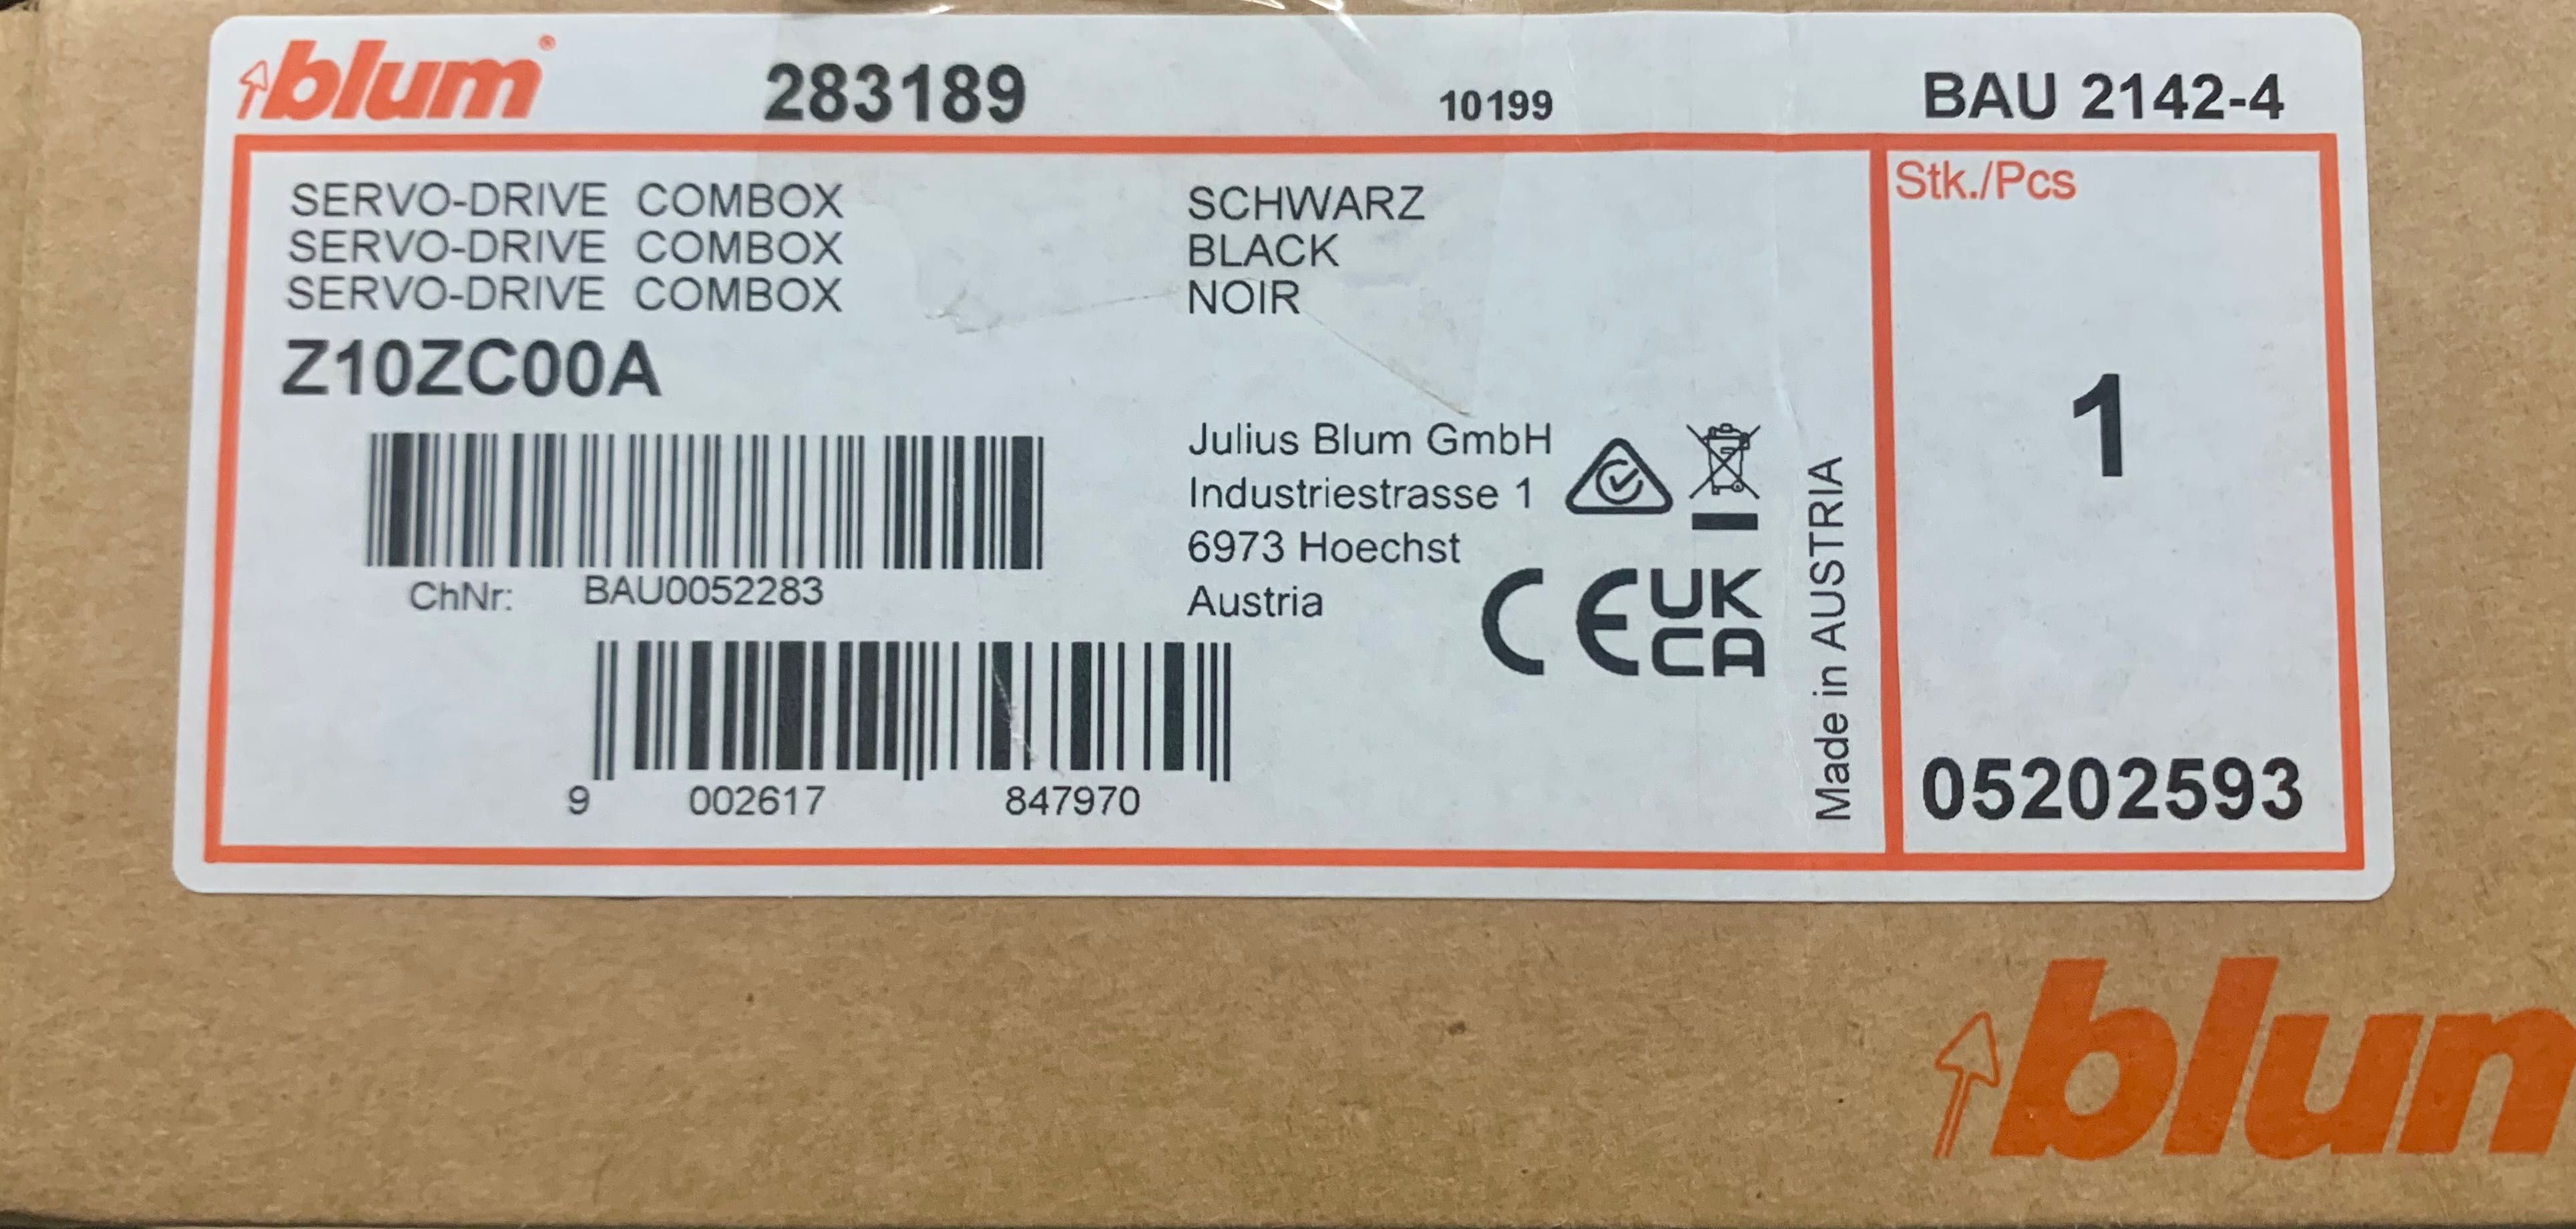 blum® 283189 10199 BAU 2142-4
SERVO-DRIVE COMBOX SCHWARZ
SERVO-DRIVE COMBOX BLACK
SERVO-DRIVE COMBOX NOIR
Z10ZC00A
Stk./Pcs
1
05202593
ChNr: BAU0052283
Julius Blum GmbH
Industriestrasse 1
6973 Hoechst
Austria
CE UK
CA
Made in AUSTRIA
9 002617 847970
blum